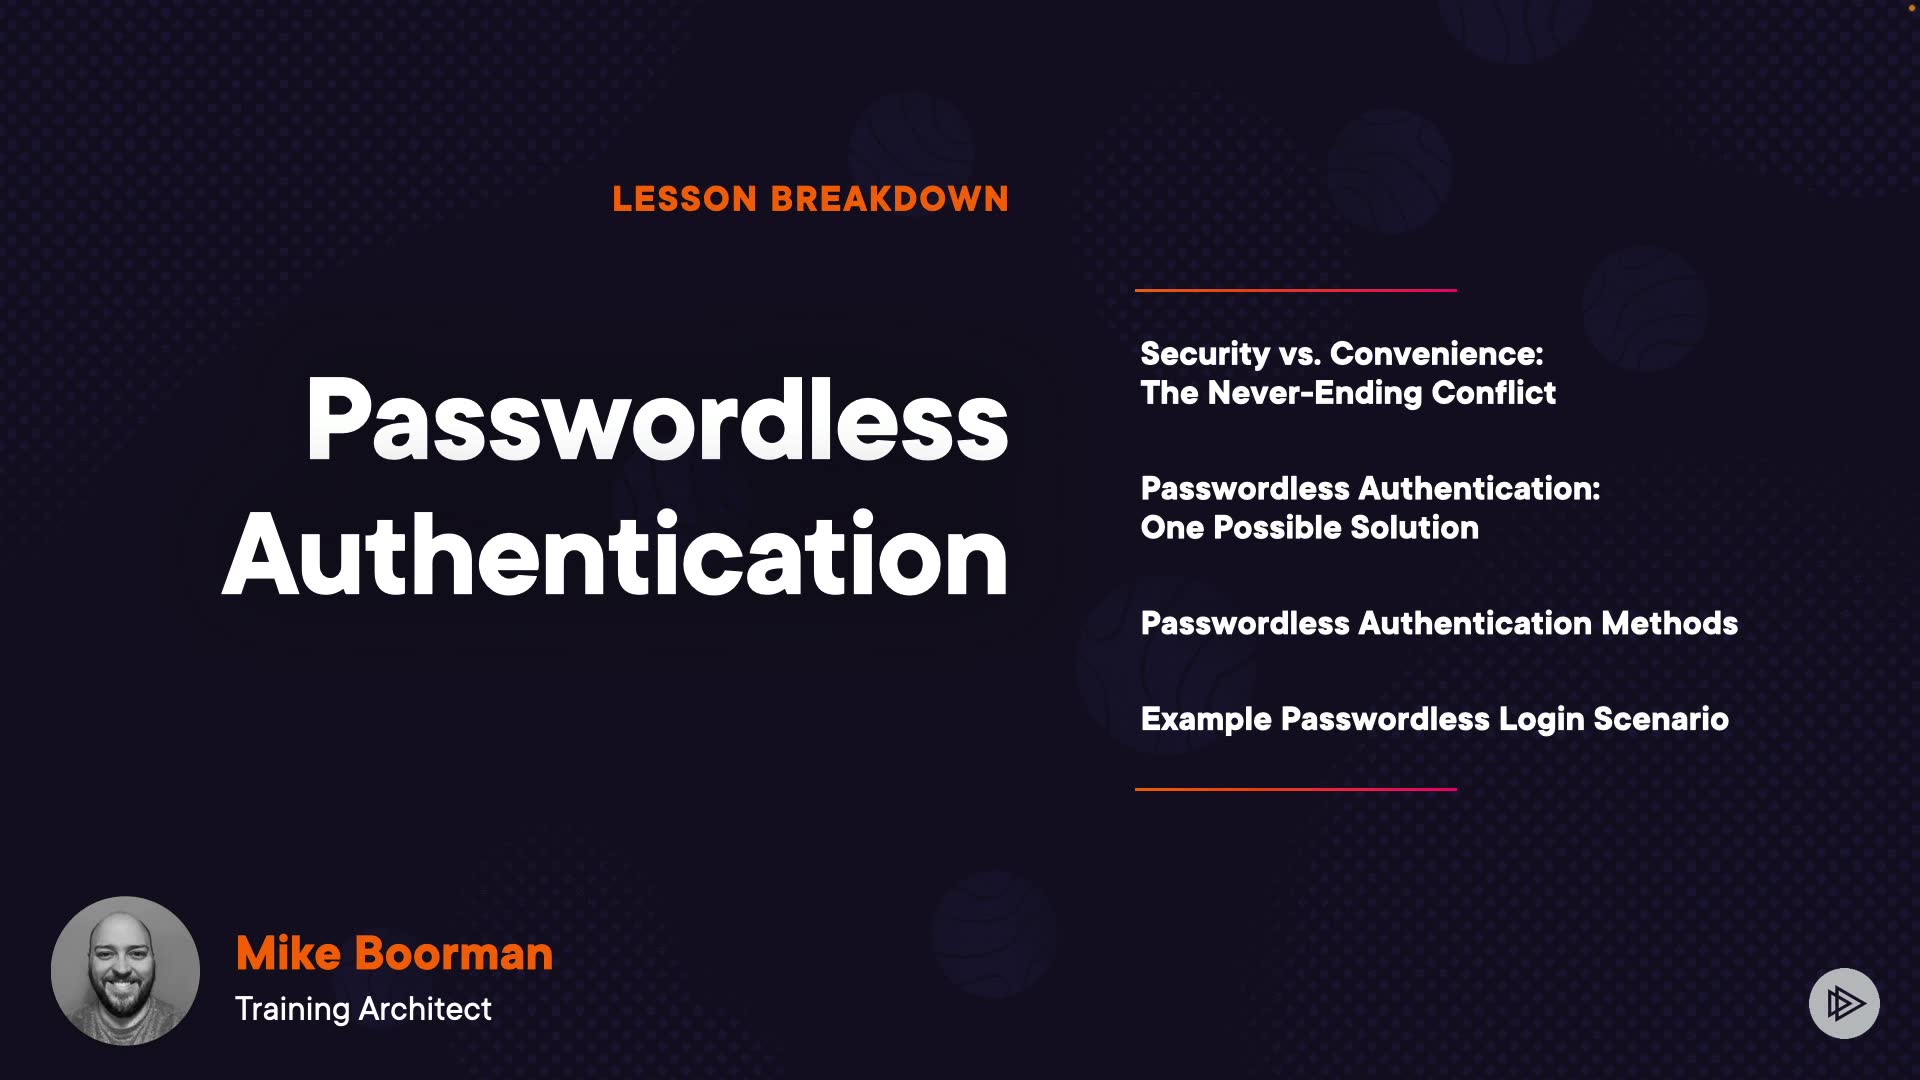 LESSON BREAKDOWN
Passwordless
Authentication
Security vs. Convenience:
The Never-Ending Conflict
Passwordless Authentication:
One Possible Solution
Passwordless Authentication Methods
Example Passwordless Login Scenario
Mike Boorman
Training Architect